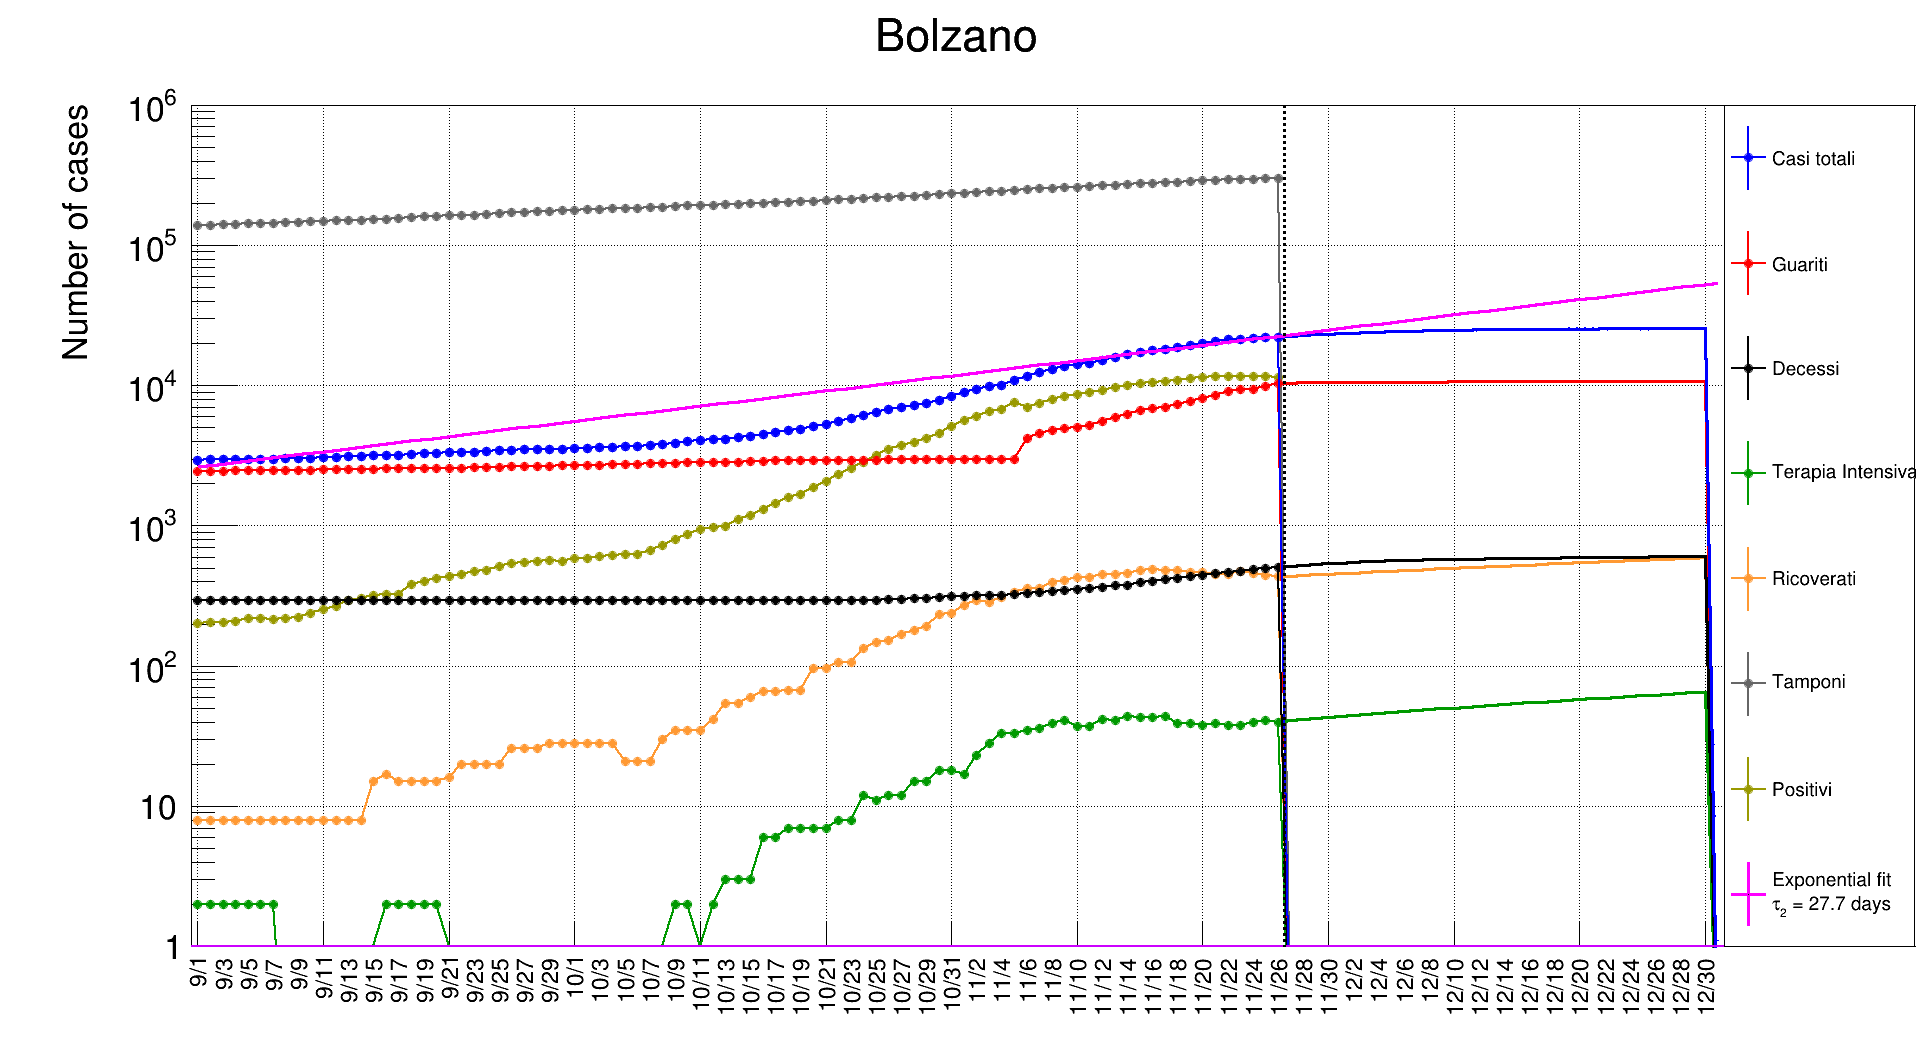 Bolzano
Number of cases
10^6
10^5
10^4
10^3
10^2
10
1
9/1 9/3 9/5 9/7 9/9 9/11 9/13 9/15 9/17 9/19 9/21 9/23 9/25 9/27 9/29 10/1 10/3 10/5 10/7 10/9 10/11 10/13 10/15 10/17 10/19 10/21 10/23 10/25 10/27 10/29 10/31 11/2 11/4 11/6 11/8 11/10 11/12 11/14 11/16 11/18 11/20 11/22 11/24 11/26 11/28 11/30 12/2 12/4 12/6 12/8 12/10 12/12 12/14 12/16 12/18 12/20 12/22 12/24 12/26 12/28 12/30
Casi totali
Guariti
Decessi
Terapia Intensiva
Ricoverati
Tamponi
Positivi
Exponential fit
τ₂ = 27.7 days